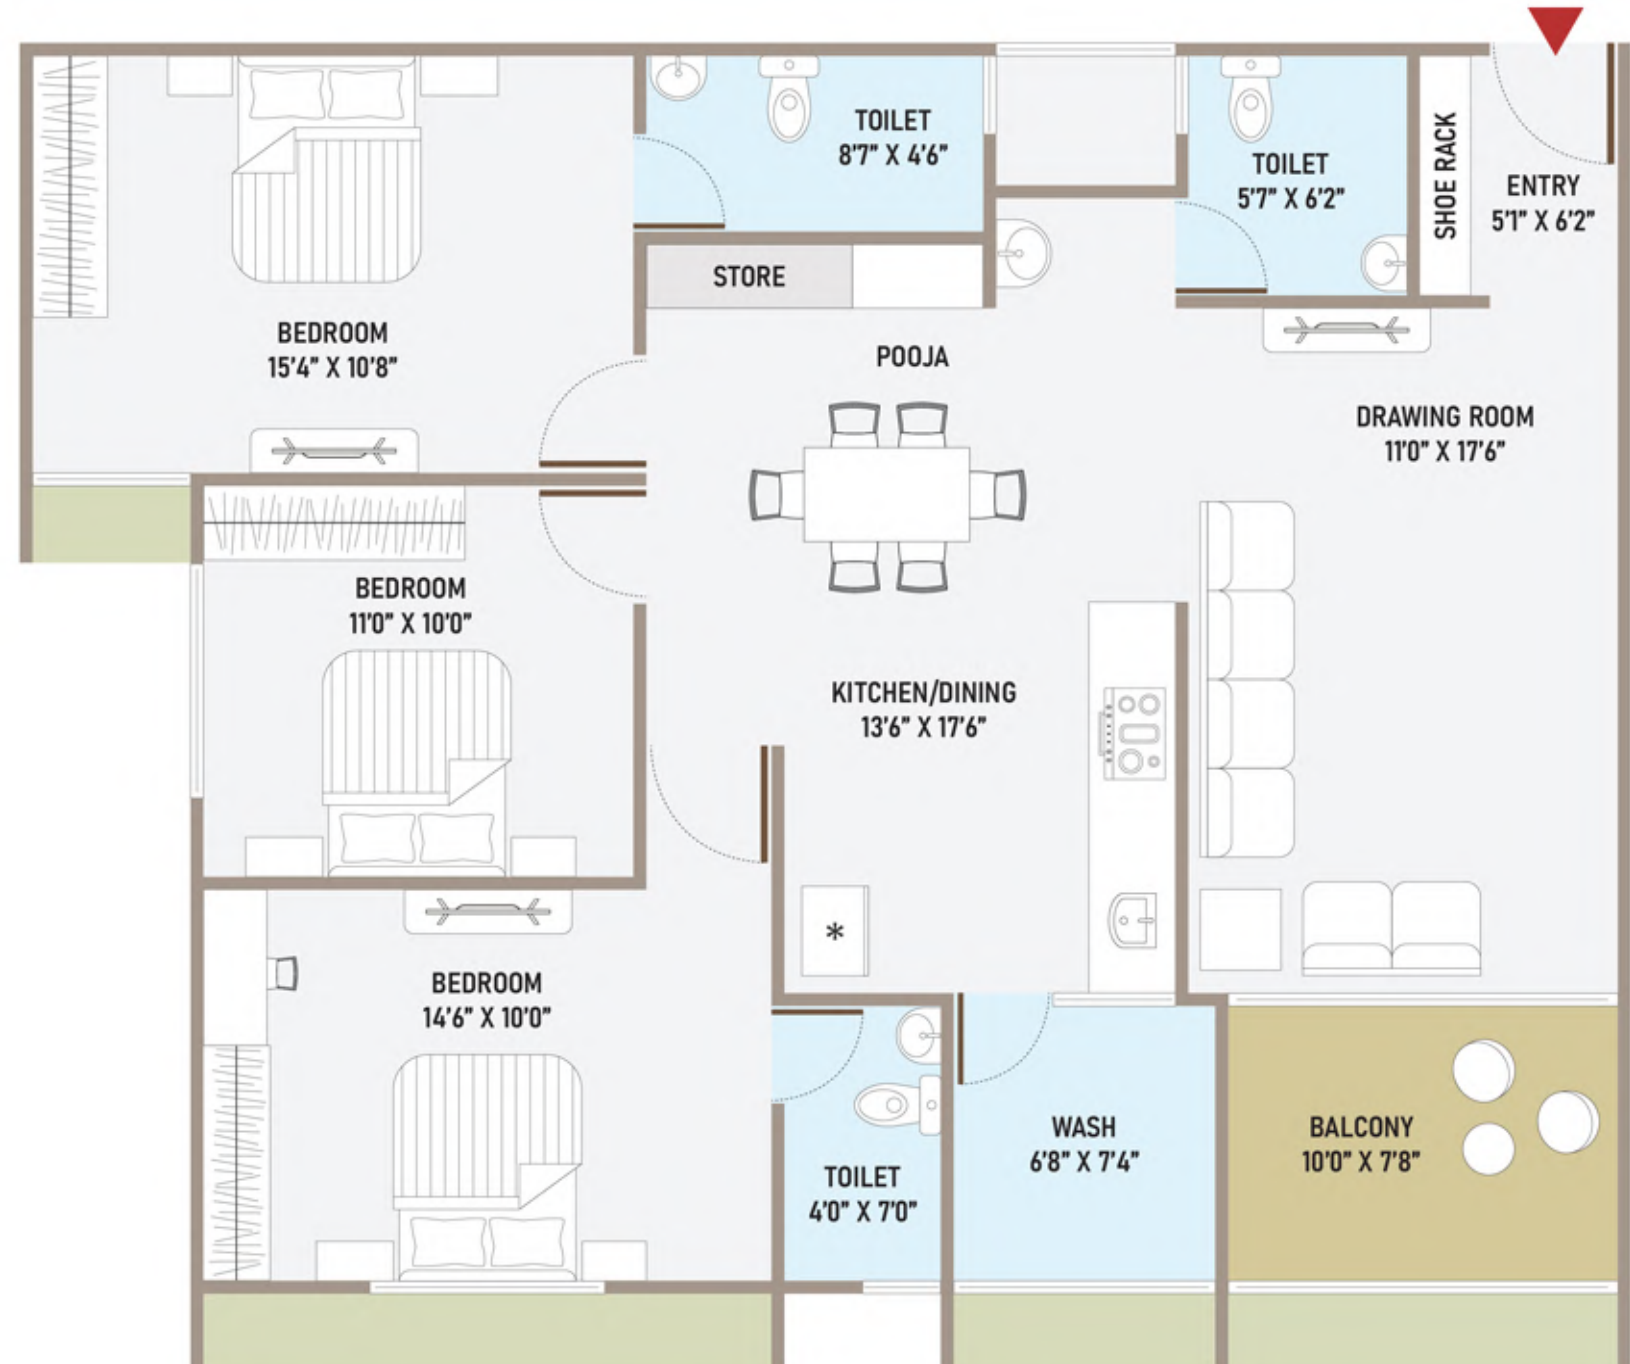 TOILET
8'7" X 4'6"
TOILET
5'7" X 6'2"
SHOE RACK
ENTRY
5'1" X 6'2"
STORE
BEDROOM
15'4" X 10'8"
POOJA
DRAWING ROOM
11'0" X 17'6"
BEDROOM
11'0" X 10'0"
KITCHEN/DINING
13'6" X 17'6"
*
BEDROOM
14'6" X 10'0"
TOILET
4'0" X 7'0"
WASH
6'8" X 7'4"
BALCONY
10'0" X 7'8"